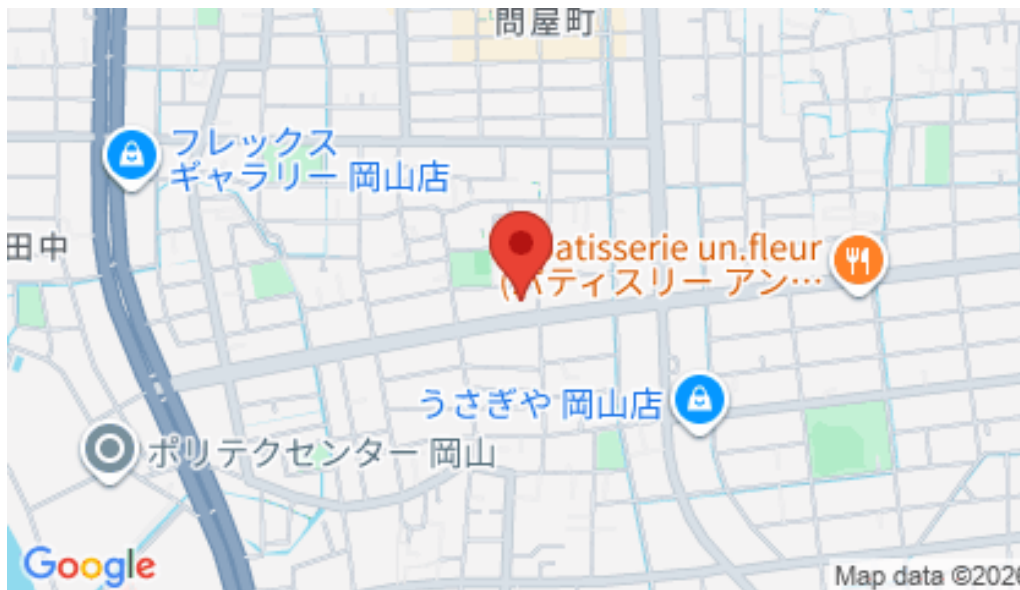 問屋町
フレックス
ギャラリー 岡山店
田中
atisserie un.fleur
(パティスリー アン…
うさぎや 岡山店
ポリテクセンター 岡山
Google
Map data ©2026